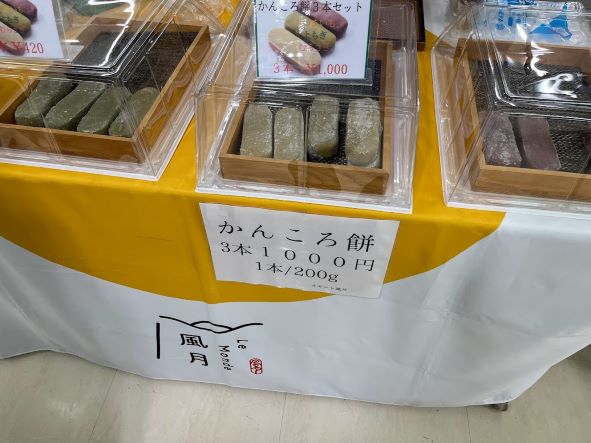 ¥420
かんころ餅3本セット
3本 ¥1,000
かんころ餅
3本1000円
1本/200g
Le Monde
風月